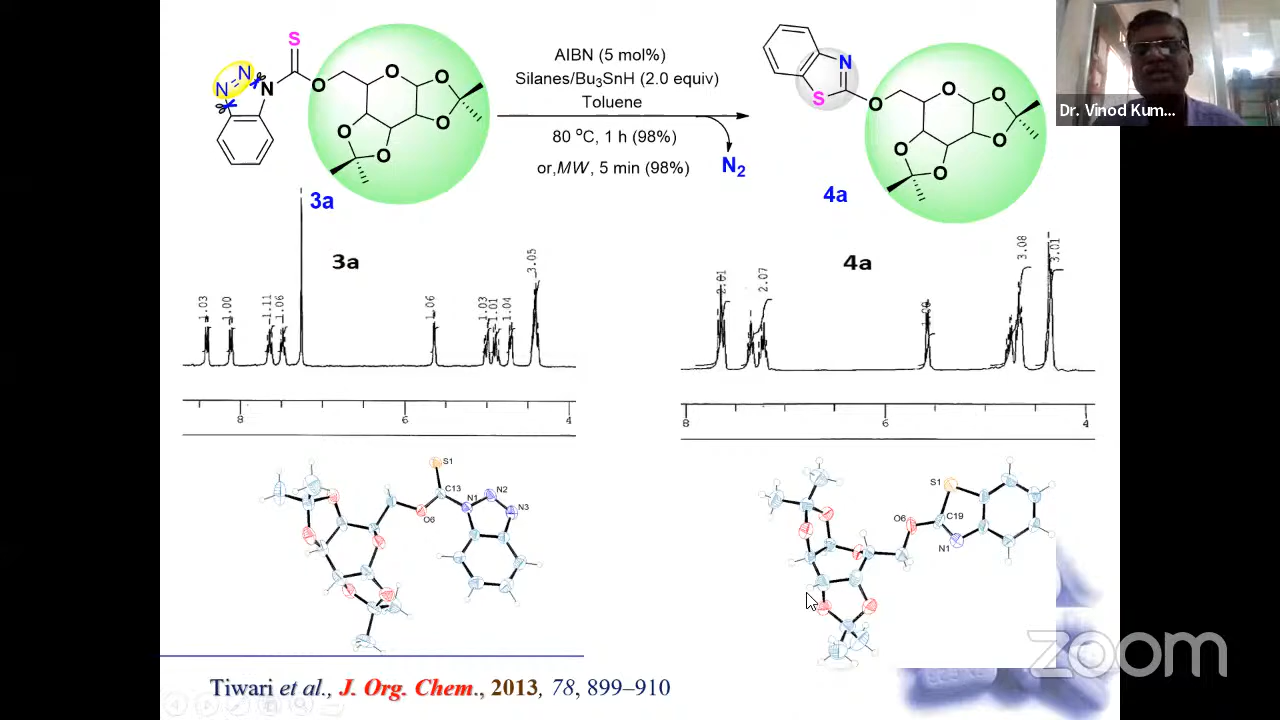 S
N
N
N
O
O
O
O
O
O
3a
AIBN (5 mol%)
Silanes/Bu₃SnH (2.0 equiv)
Toluene
80 °C, 1 h (98%)
or,MW, 5 min (98%)
N₂
N
S
O
O
O
O
O
O
4a
Dr. Vinod Kum...
3a
1.03
1.00
1.11
1.06
1.06
1.03
1.01
1.04
3.05
8
6
4
4a
2.01
2.07
3.08
3.01
8
6
4
S1
C13
N1
N2
N3
O6
S1
O6
C19
N1
zoom
Tiwari et al., J. Org. Chem., 2013, 78, 899–910